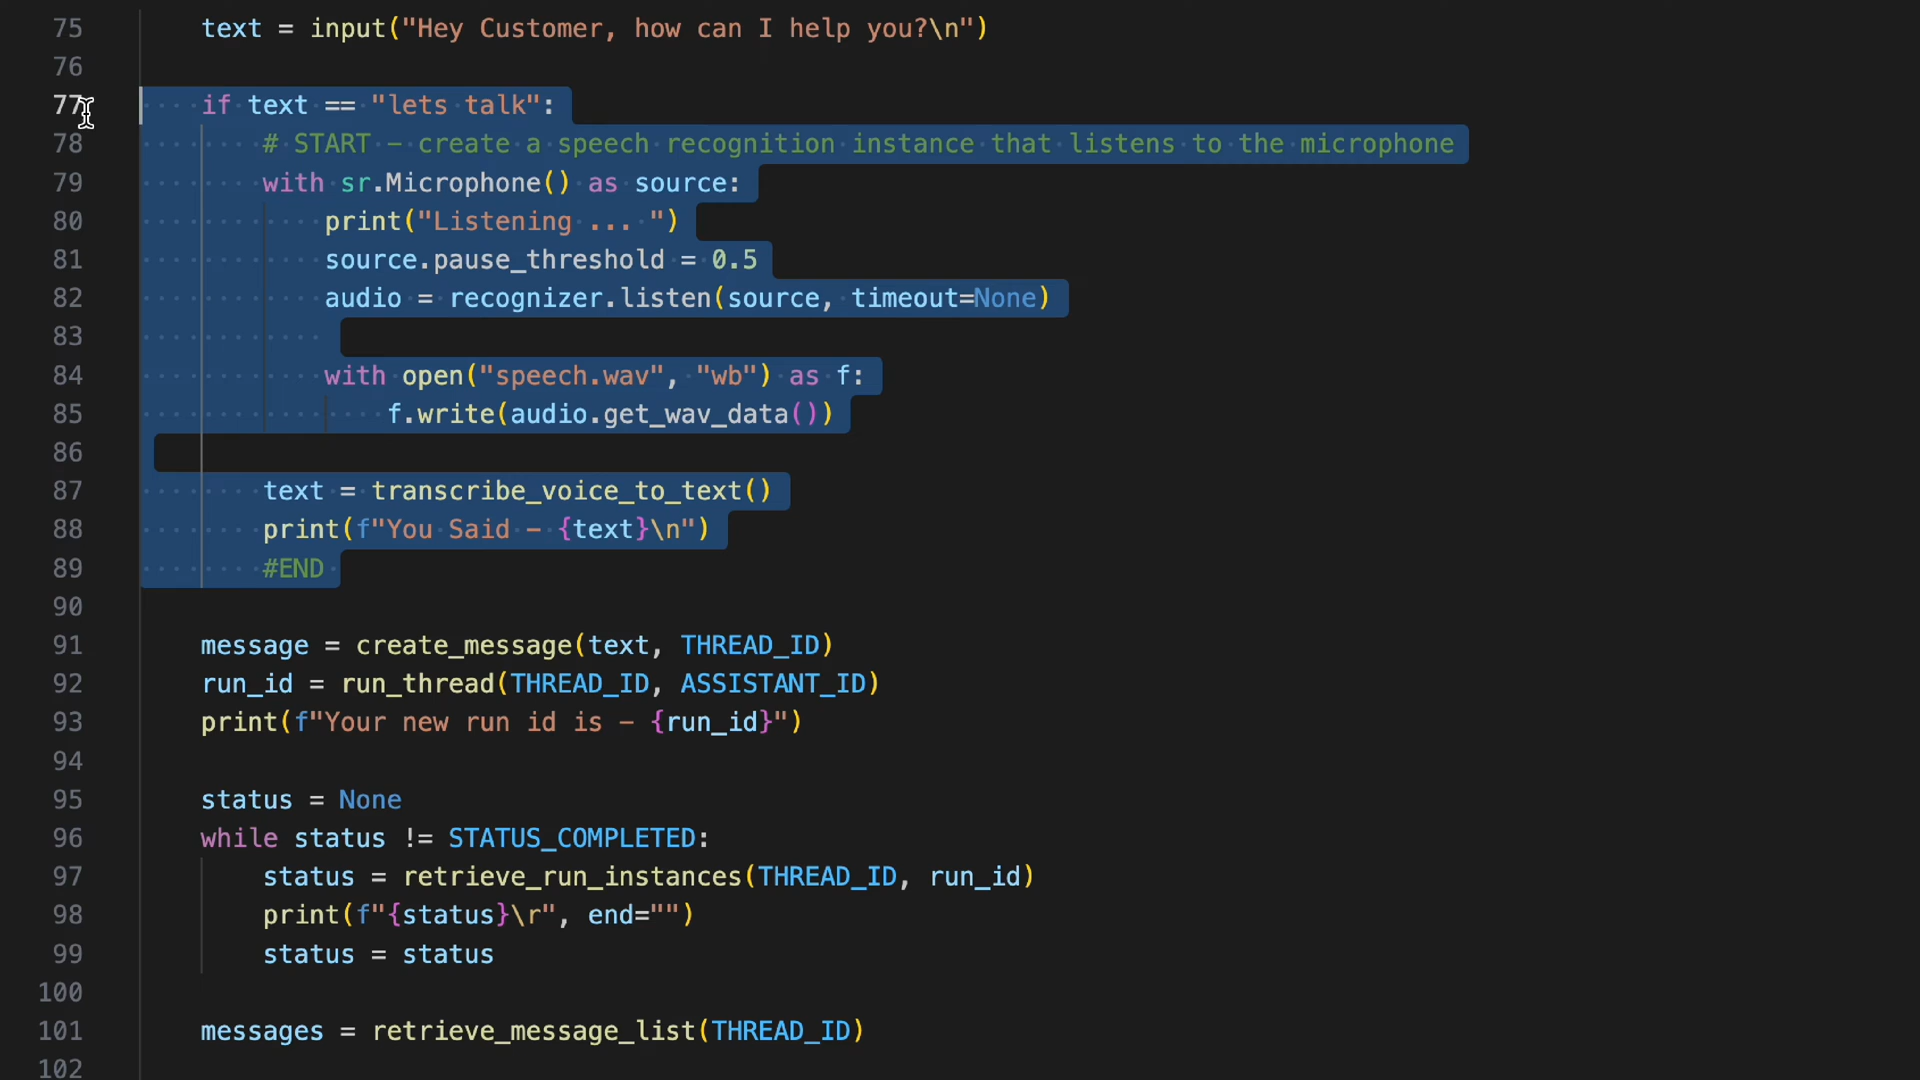 75 text = input("Hey Customer, how can I help you?\n")
76
77 if text == "lets talk":
78 # START – create a speech recognition instance that listens to the microphone
79 with sr.Microphone() as source:
80 print("Listening ... ")
81 source.pause_threshold = 0.5
82 audio = recognizer.listen(source, timeout=None)
83
84 with open("speech.wav", "wb") as f:
85 f.write(audio.get_wav_data())
86
87 text = transcribe_voice_to_text()
88 print(f"You Said – {text}\n")
89 #END
90
91 message = create_message(text, THREAD_ID)
92 run_id = run_thread(THREAD_ID, ASSISTANT_ID)
93 print(f"Your new run id is – {run_id}")
94
95 status = None
96 while status != STATUS_COMPLETED:
97 status = retrieve_run_instances(THREAD_ID, run_id)
98 print(f"{status}\r", end="")
99 status = status
100
101 messages = retrieve_message_list(THREAD_ID)
102